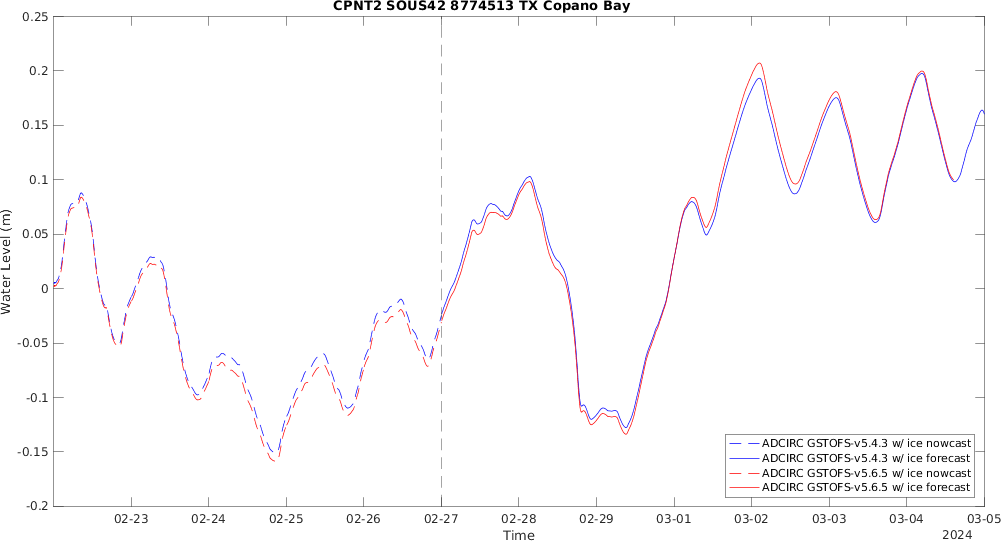 CPNT2 SOUS42 8774513 TX Copano Bay
0.25
0.2
0.15
0.1
0.05
0
-0.05
-0.1
-0.15
-0.2
Water Level (m)
ADCIRC GSTOFS-v5.4.3 w/ ice nowcast
ADCIRC GSTOFS-v5.4.3 w/ ice forecast
ADCIRC GSTOFS-v5.6.5 w/ ice nowcast
ADCIRC GSTOFS-v5.6.5 w/ ice forecast
02-23 02-24 02-25 02-26 02-27 02-28 02-29 03-01 03-02 03-03 03-04 03-05
Time
2024